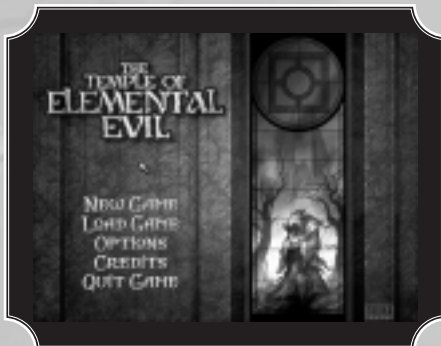 THE
TEMPLE OF
ELEMENTAL
EVIL
NEW GAME
LOAD GAME
OPTIONS
CREDITS
QUIT GAME